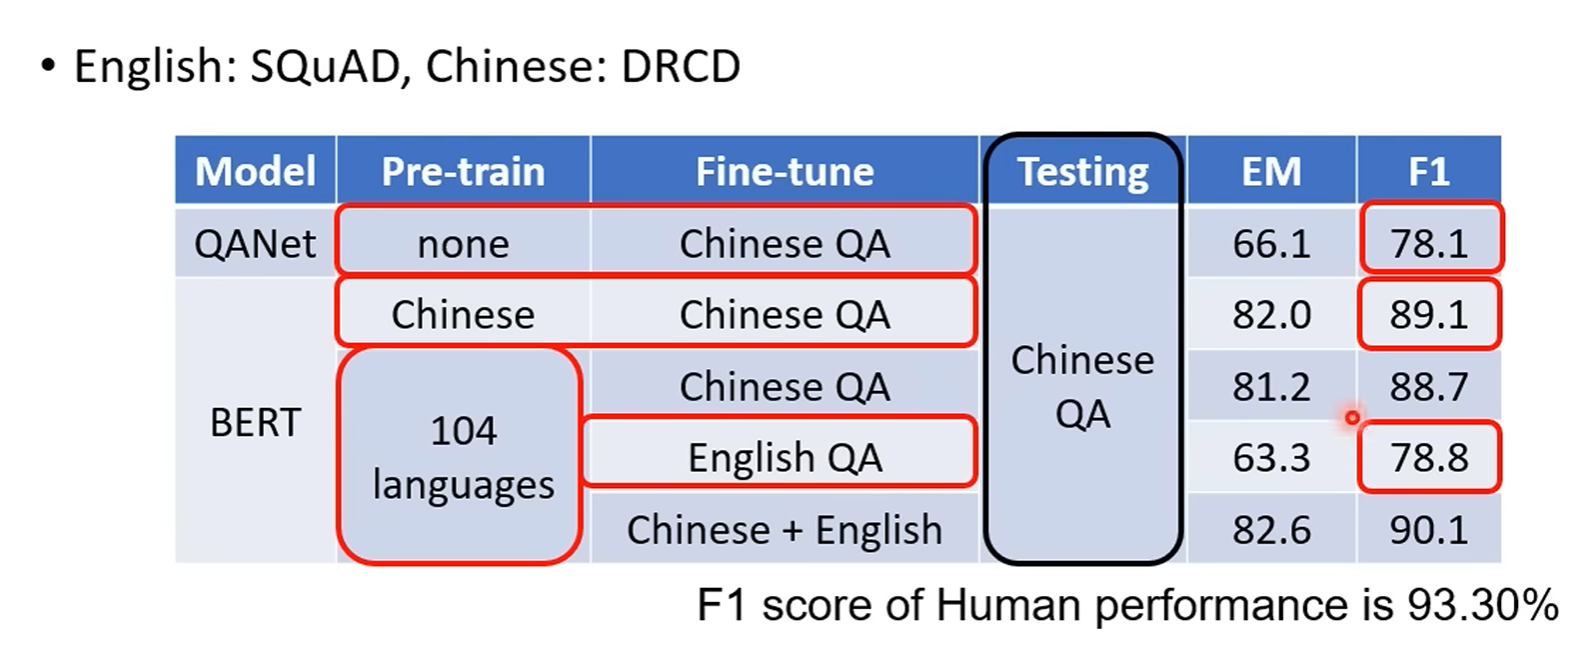 • English: SQuAD, Chinese: DRCD
Model Pre-train Fine-tune Testing EM F1
QANet none Chinese QA 66.1 78.1
Chinese Chinese QA 82.0 89.1
Chinese QA 81.2 88.7
BERT 104 languages English QA Chinese QA 63.3 78.8
Chinese + English 82.6 90.1
F1 score of Human performance is 93.30%